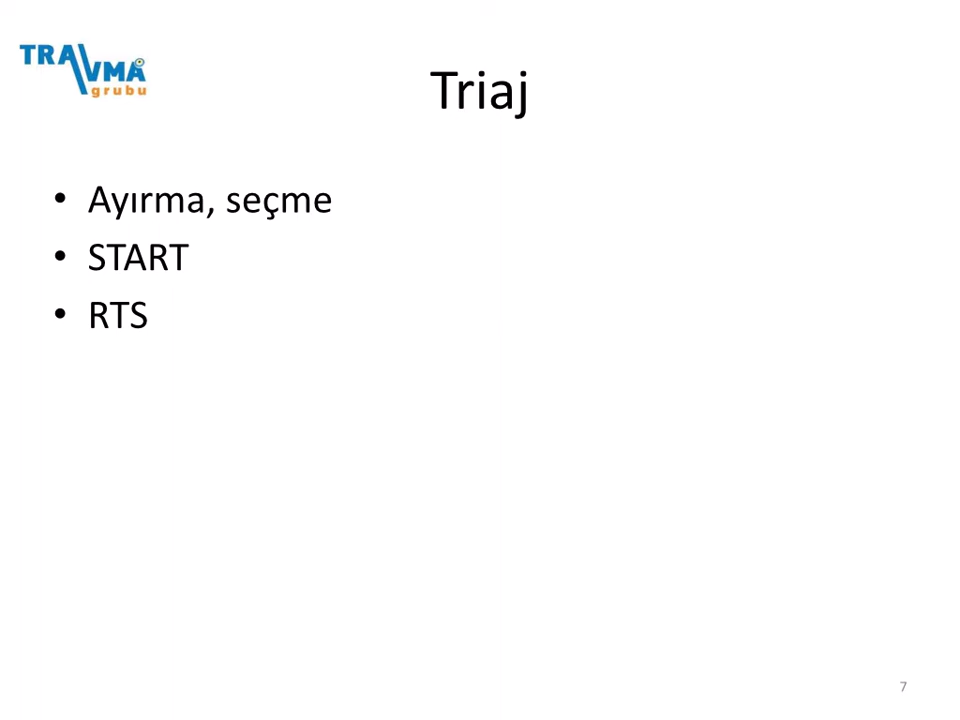 TRAVMA
grubu
Triaj
• Ayırma, seçme
• START
• RTS
7